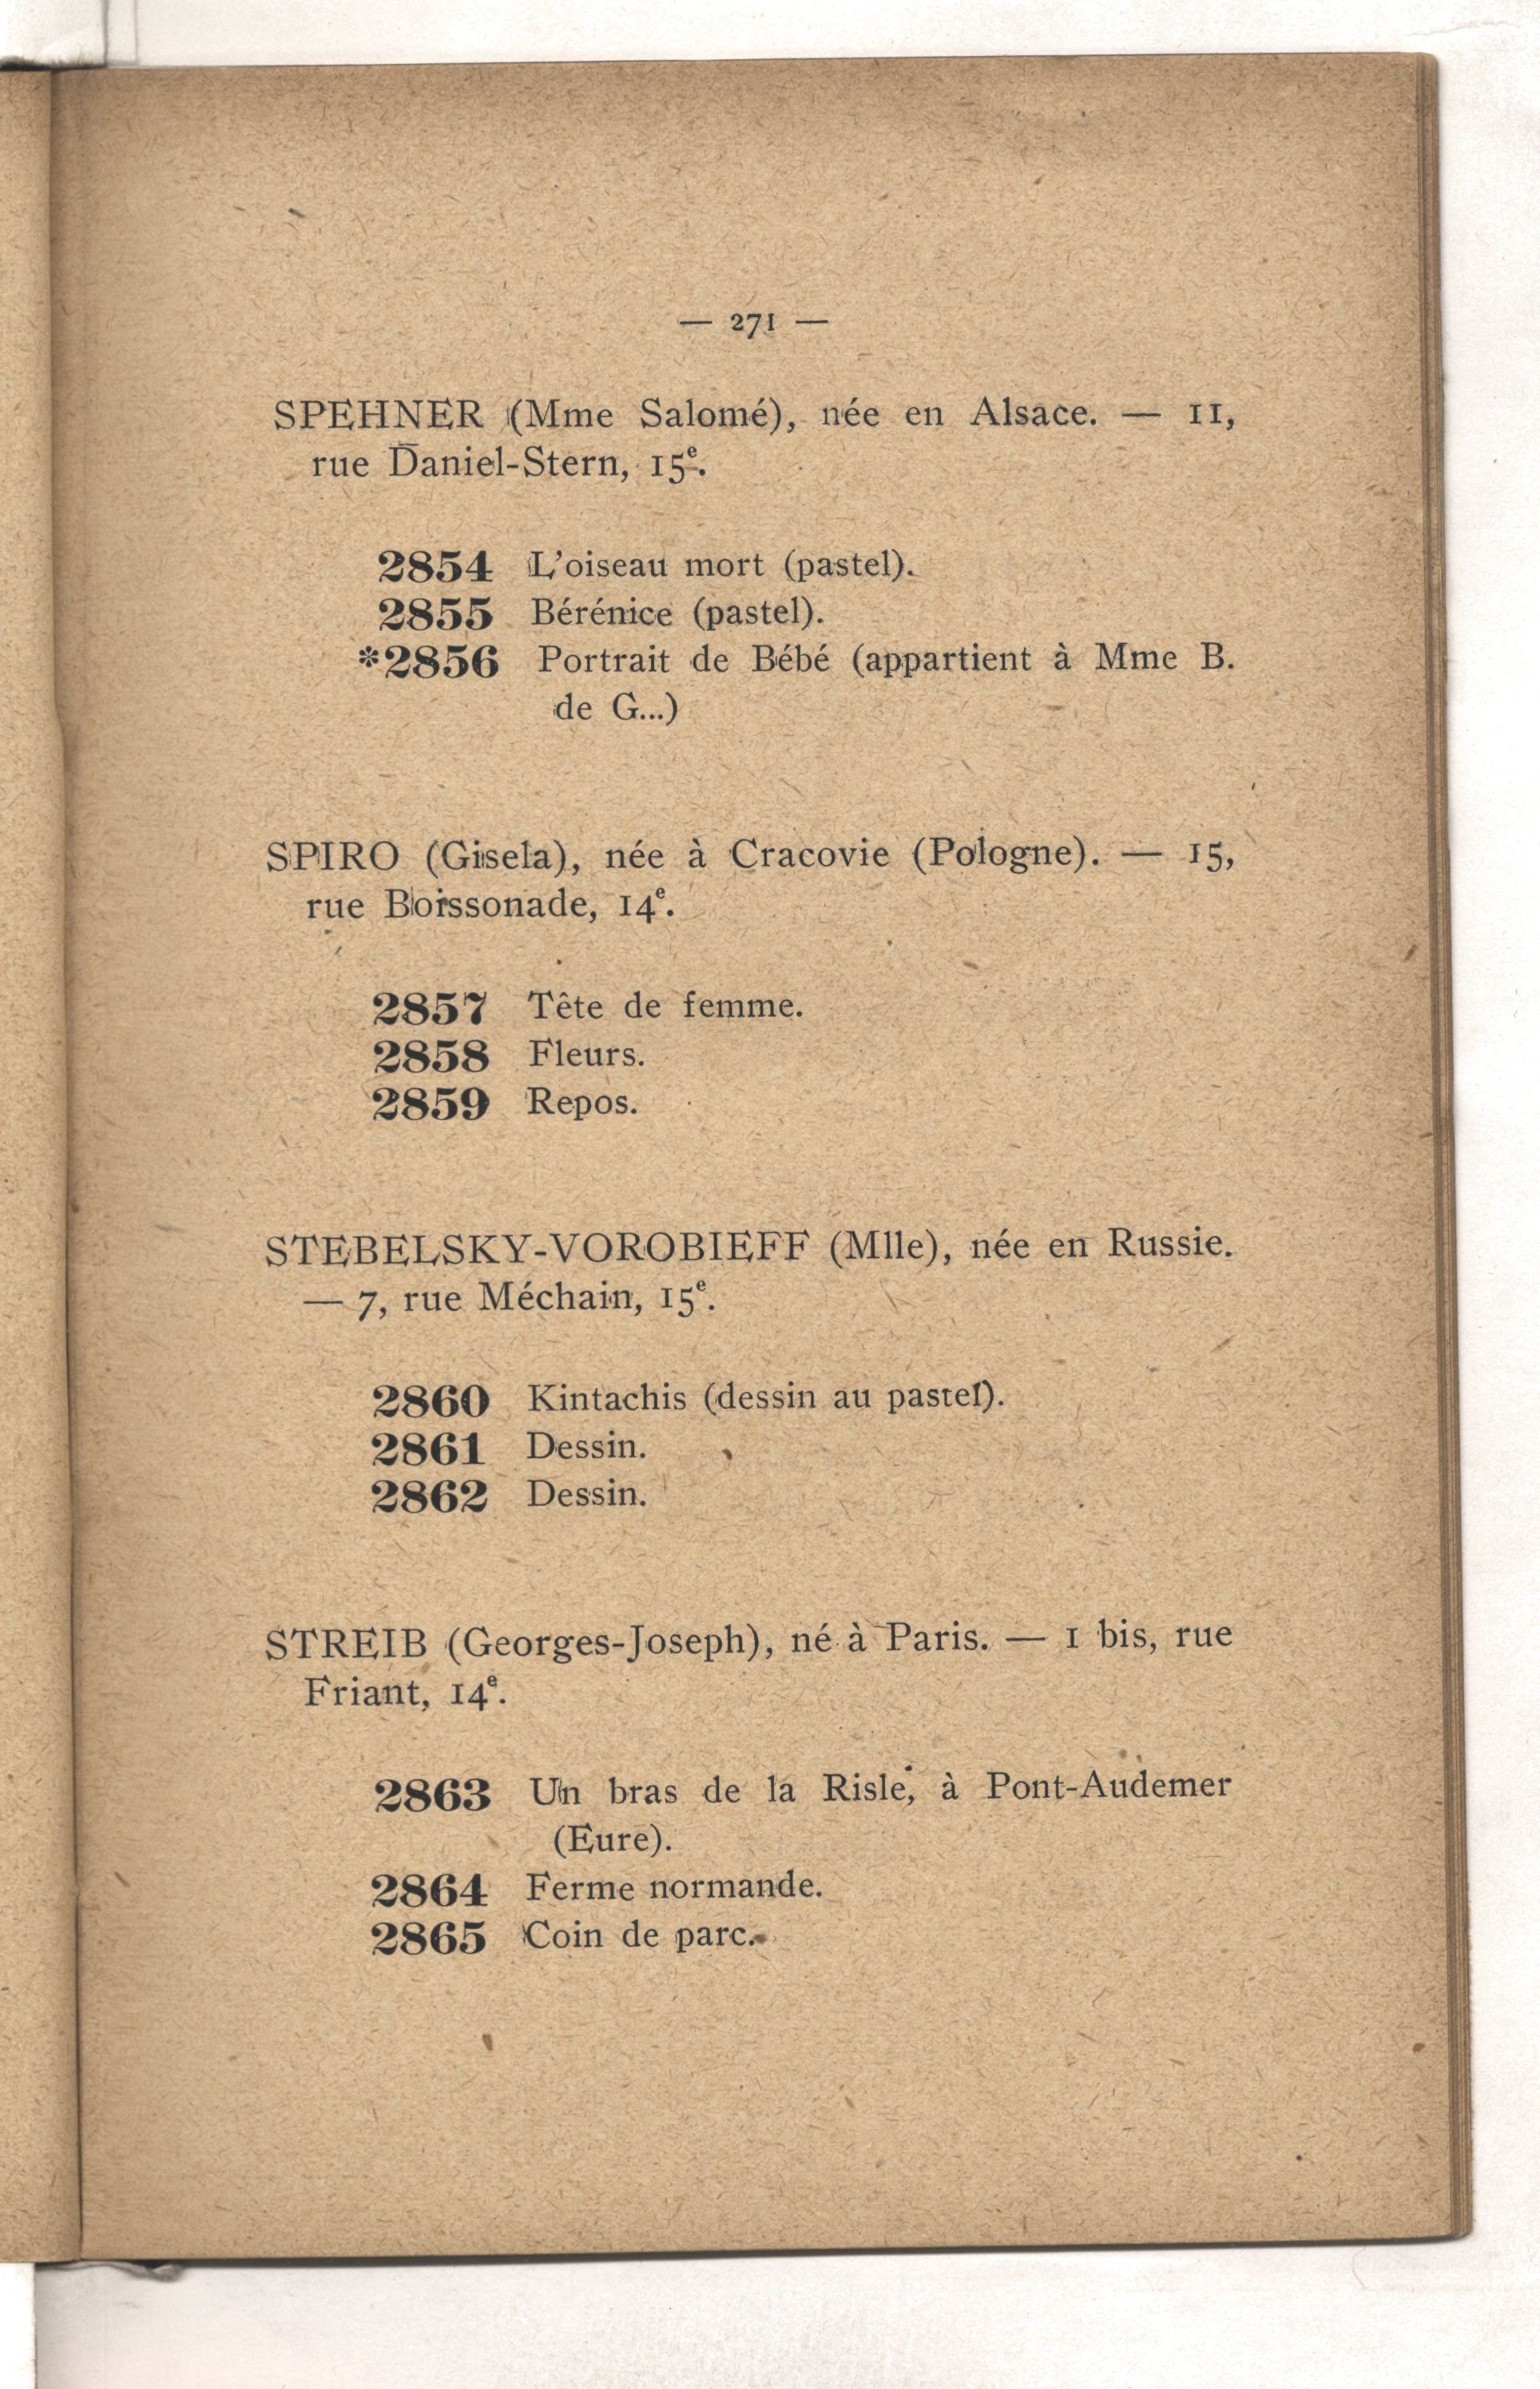 — 271 —
SPEHNER (Mme Salomé), née en Alsace. — 11,
rue Daniel-Stern, 15e.
2854 L'oiseau mort (pastel).
2855 Bérénice (pastel).
*2856 Portrait de Bébé (appartient à Mme B.
de G...)
SPIRO (Gisela), née à Cracovie (Pologne). — 15,
rue Boissonade, 14e.
2857 Tête de femme.
2858 Fleurs.
2859 Repos.
STEBELSKY-VOROBIEFF (Mlle), née en Russie.
— 7, rue Méchain, 15e.
2860 Kintachis (dessin au pastel).
2861 Dessin.
2862 Dessin.
STREIB (Georges-Joseph), né à Paris. — 1 bis, rue
Friant, 14e.
2863 Un bras de la Risle, à Pont-Audemer
(Eure).
2864 Ferme normande.
2865 Coin de parc.